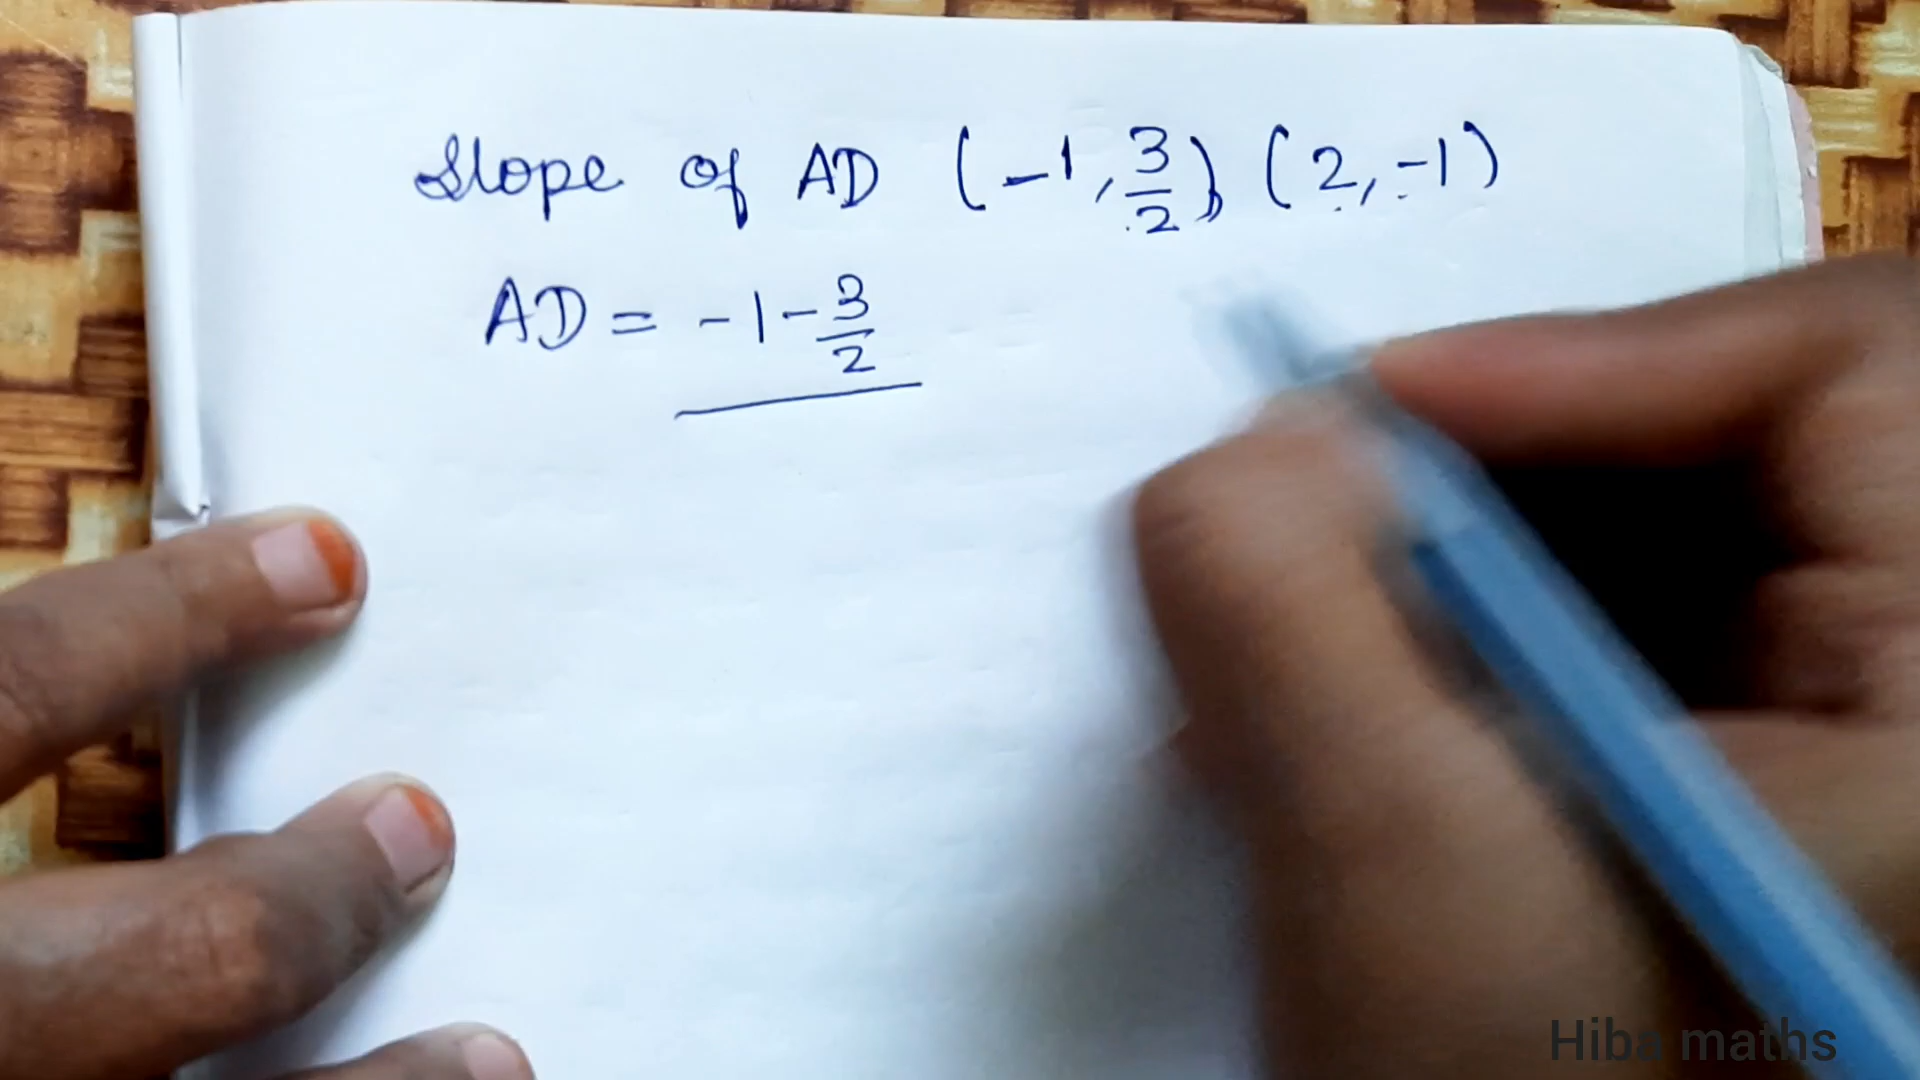 Slope of AD (-1, 3/2), (2, -1)
AD = -1 - 3/2
Hiba maths